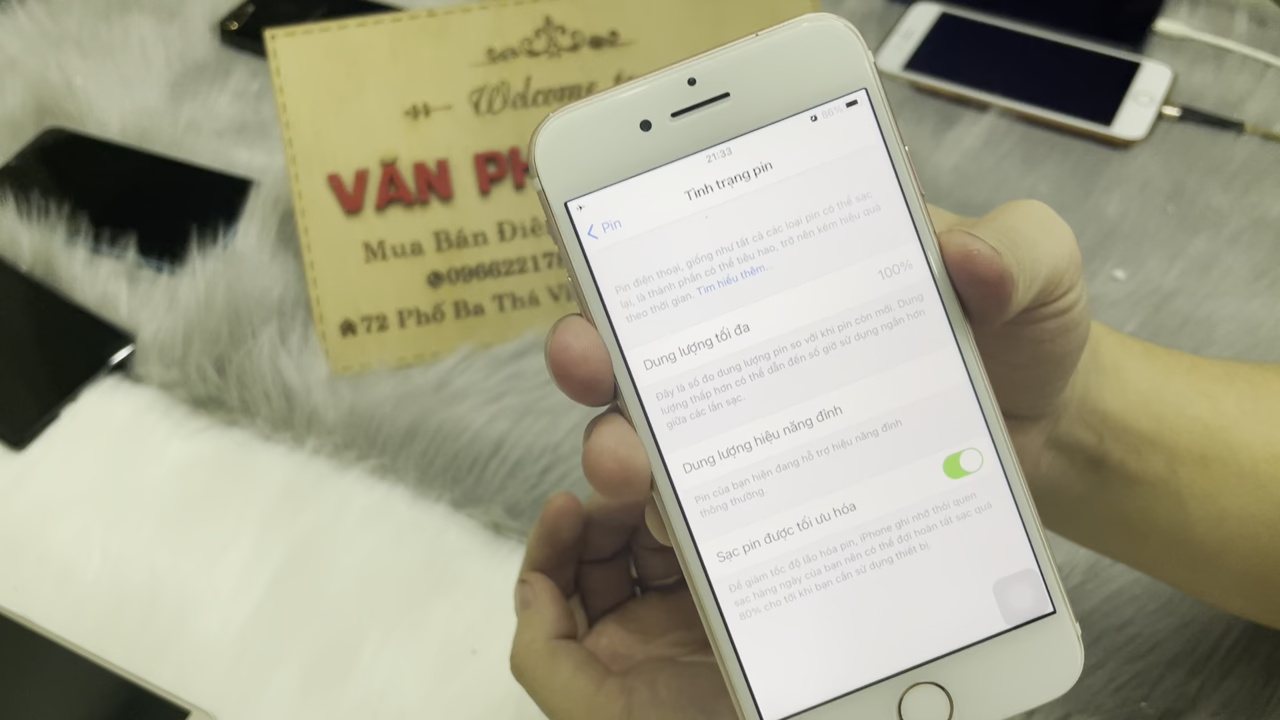 Welcome to
VĂN PH
Mua Bán Điệ
096622178
72 Phố Ba Thá Vi
21:33
86%
Pin
Tình trạng pin
Pin điện thoại, giống như tất cả các loại pin có thể sạc
lại, là thành phần có thể tiêu hao, trở nên kém hiệu quả
theo thời gian. Tìm hiểu thêm...
Dung lượng tối đa 100%
Đây là số đo dung lượng pin so với khi pin còn mới. Dung
lượng thấp hơn có thể dẫn đến số giờ sử dụng ngắn hơn
giữa các lần sạc.
Dung lượng hiệu năng đỉnh
Pin của bạn hiện đang hỗ trợ hiệu năng đỉnh
thông thường.
Sạc pin được tối ưu hóa
Để giảm tốc độ lão hóa pin, iPhone ghi nhớ thói quen
sạc hàng ngày của bạn nên có thể đợi hoàn tất sạc quá
80% cho tới khi bạn cần sử dụng thiết bị.